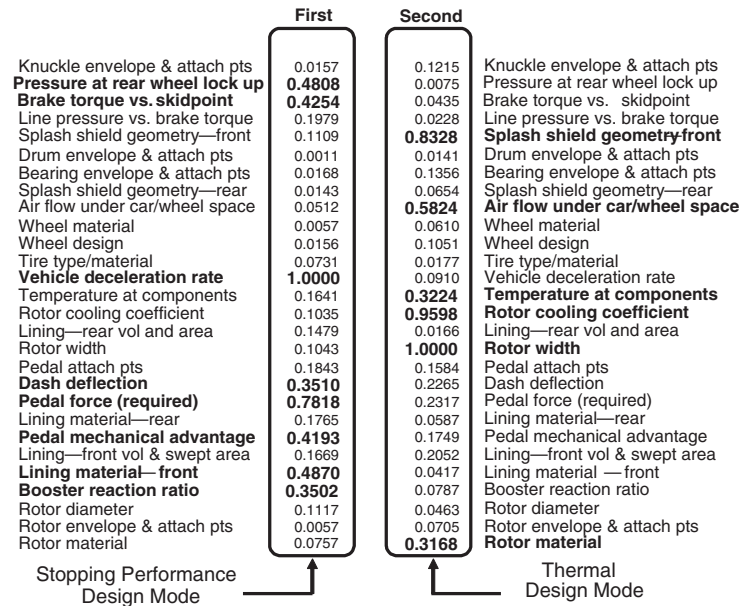 First Second
Knuckle envelope & attach pts 0.0157 0.1215 Knuckle envelope & attach pts
Pressure at rear wheel lock up 0.4808 0.0075 Pressure at rear wheel lock up
Brake torque vs. skidpoint 0.4254 0.0435 Brake torque vs. skidpoint
Line pressure vs. brake torque 0.1979 0.0228 Line pressure vs. brake torque
Splash shield geometry—front 0.1109 0.8328 Splash shield geometry—front
Drum envelope & attach pts 0.0011 0.0141 Drum envelope & attach pts
Bearing envelope & attach pts 0.0168 0.1356 Bearing envelope & attach pts
Splash shield geometry—rear 0.0143 0.0654 Splash shield geometry—rear
Air flow under car/wheel space 0.0512 0.5824 Air flow under car/wheel space
Wheel material 0.0057 0.0610 Wheel material
Wheel design 0.0156 0.1051 Wheel design
Tire type/material 0.0731 0.0177 Tire type/material
Vehicle deceleration rate 1.0000 0.0910 Vehicle deceleration rate
Temperature at components 0.1641 0.3224 Temperature at components
Rotor cooling coefficient 0.1035 0.9598 Rotor cooling coefficient
Lining—rear vol and area 0.1479 0.0166 Lining—rear vol and area
Rotor width 0.1043 1.0000 Rotor width
Pedal attach pts 0.1843 0.1584 Pedal attach pts
Dash deflection 0.3510 0.2265 Dash deflection
Pedal force (required) 0.7818 0.2317 Pedal force (required)
Lining material—rear 0.1765 0.0587 Lining material—rear
Pedal mechanical advantage 0.4193 0.1749 Pedal mechanical advantage
Lining—front vol & swept area 0.1669 0.2052 Lining—front vol & swept area
Lining material—front 0.4870 0.0417 Lining material — front
Booster reaction ratio 0.3502 0.0787 Booster reaction ratio
Rotor diameter 0.1117 0.0463 Rotor diameter
Rotor envelope & attach pts 0.0057 0.0705 Rotor envelope & attach pts
Rotor material 0.0757 0.3168 Rotor material
Stopping Performance Thermal
Design Mode Design Mode